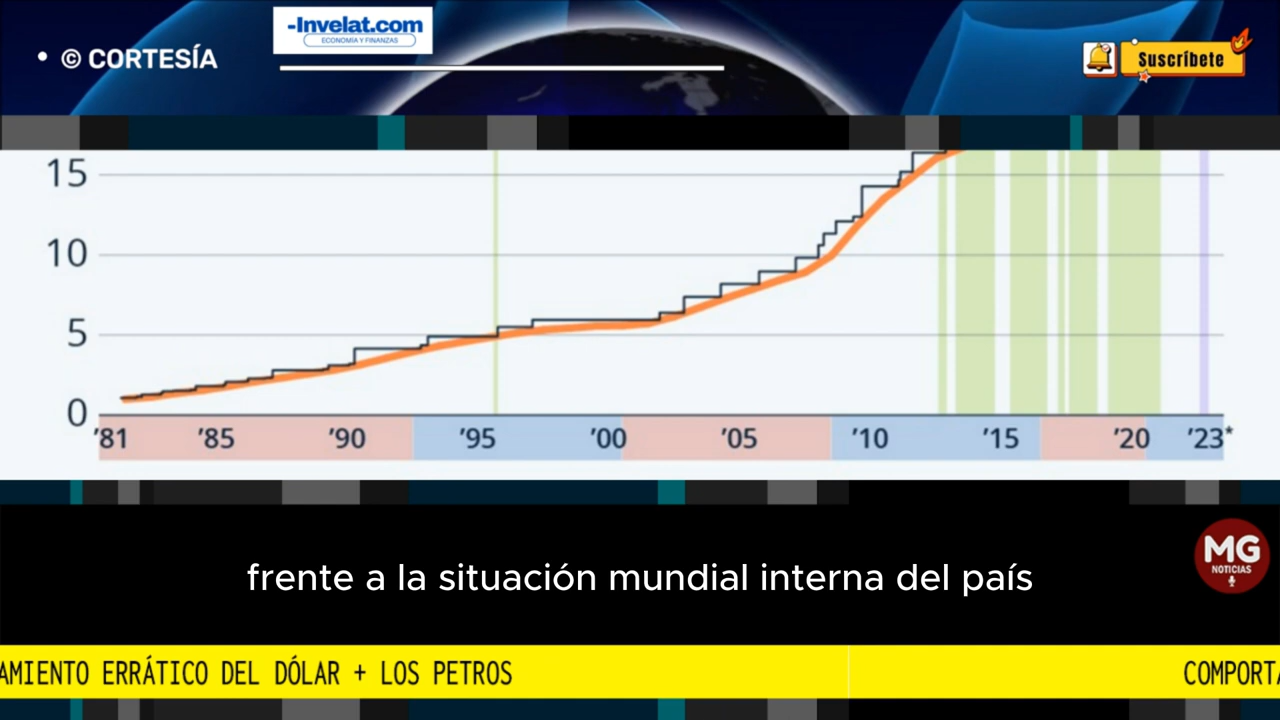 -Invelat.com
ECONOMÍA Y FINANZAS
• © CORTESÍA
Suscríbete
15
10
5
0
'81 '85 '90 '95 '00 '05 '10 '15 '20 '23*
frente a la situación mundial interna del país
MG
NOTICIAS
AMIENTO ERRÁTICO DEL DÓLAR + LOS PETROS COMPORTA